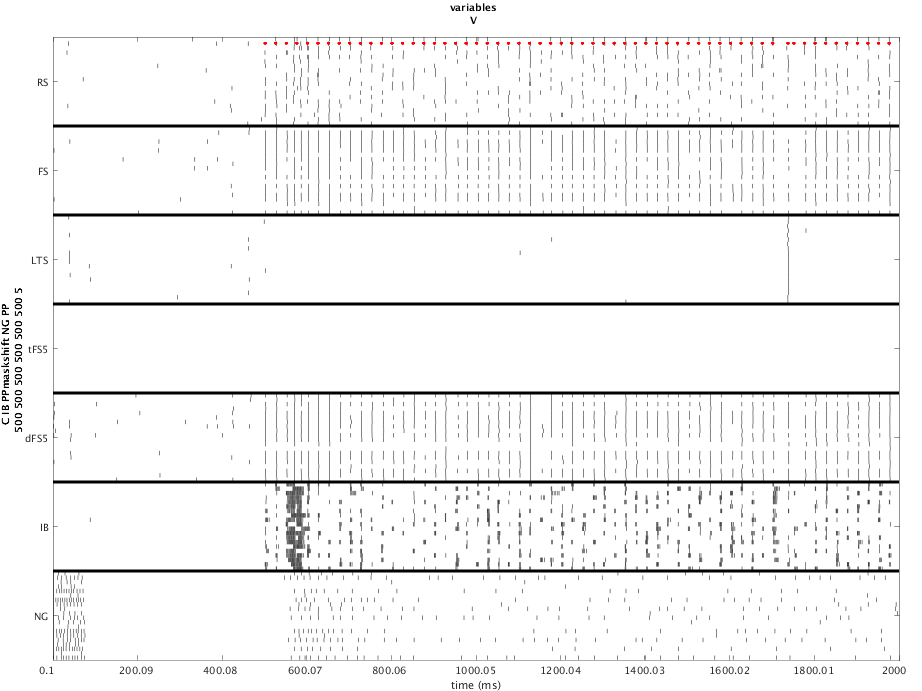 variables
V
C IB PPmaskshift NG PP
500 500 500 500 500 500 5
RS
FS
LTS
tFS5
dFS5
IB
NG
0.1 200.09 400.08 600.07 800.06 1000.05 1200.04 1400.03 1600.02 1800.01 2000
time (ms)